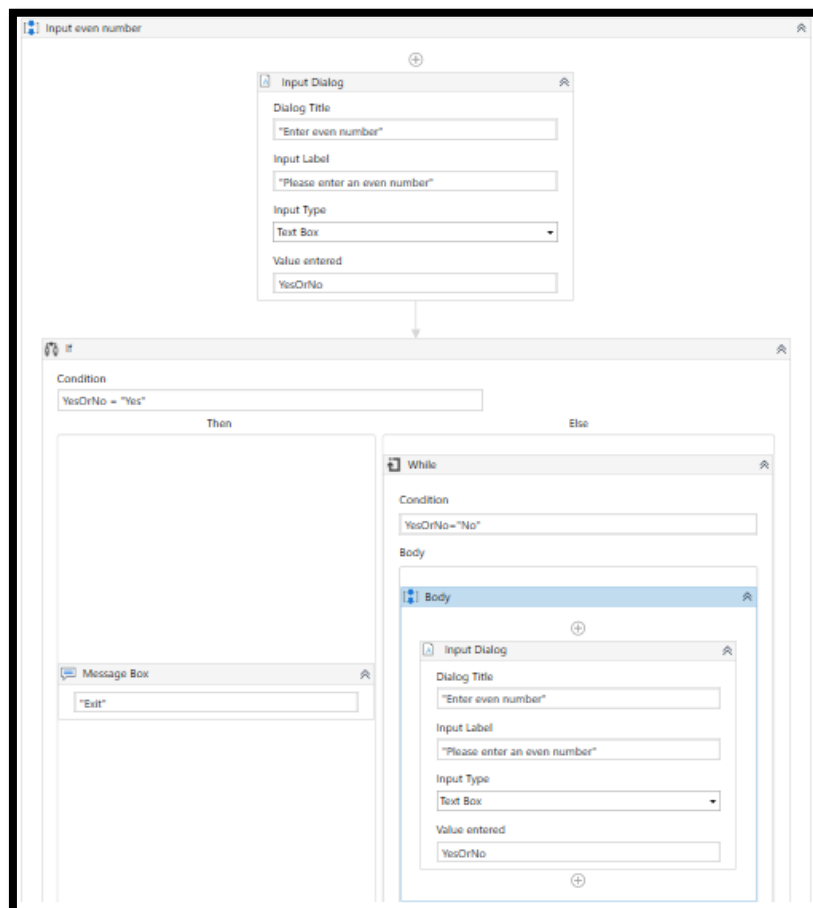 Input even number
Input Dialog
Dialog Title
"Enter even number"
Input Label
"Please enter an even number"
Input Type
Text Box
Value entered
YesOrNo
If
Condition
YesOrNo = "Yes"
Then
Else
While
Condition
YesOrNo="No"
Body
Body
Input Dialog
Message Box
Dialog Title
"Exit"
"Enter even number"
Input Label
"Please enter an even number"
Input Type
Text Box
Value entered
YesOrNo